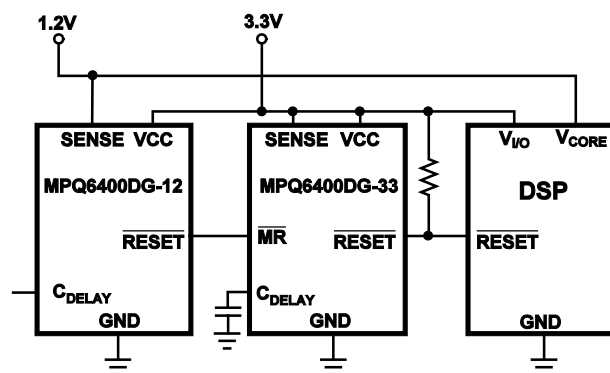 1.2V 3.3V
SENSE VCC SENSE VCC VI/O VCORE
MPQ6400DG-12 MPQ6400DG-33 DSP
RESET MR RESET RESET
CDELAY CDELAY
GND GND GND